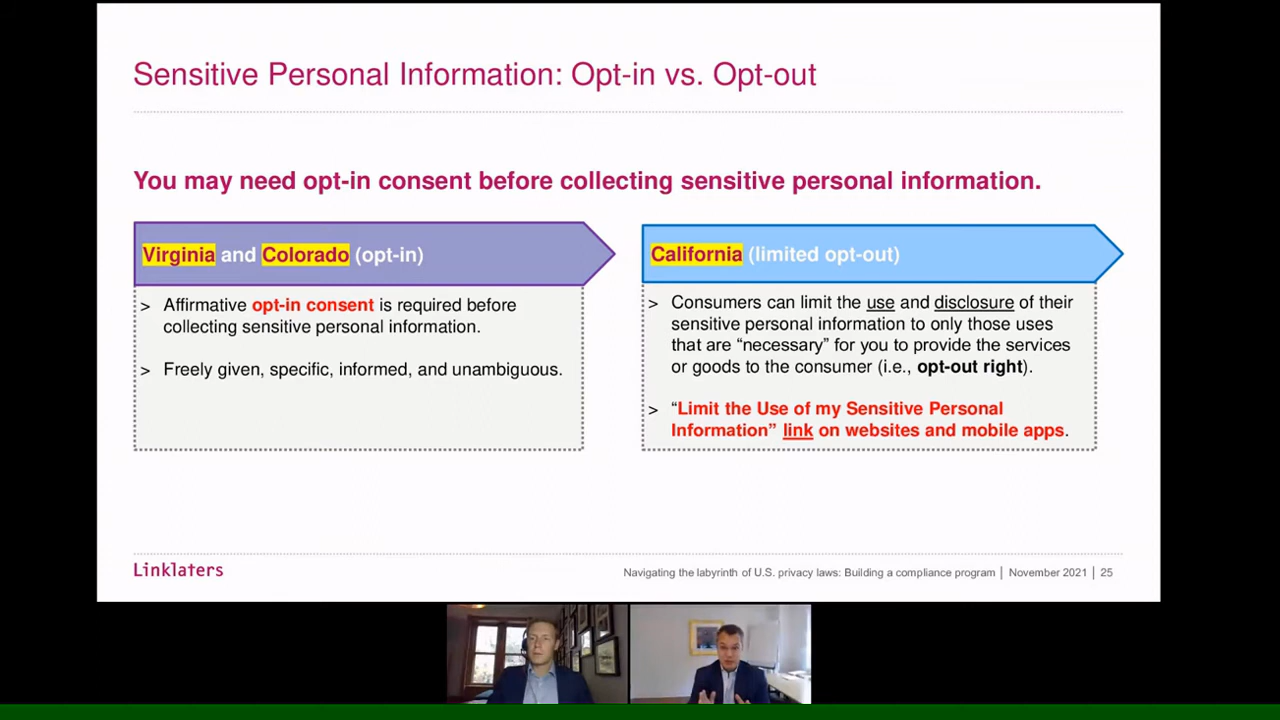 Sensitive Personal Information: Opt-in vs. Opt-out
You may need opt-in consent before collecting sensitive personal information.
Virginia and Colorado (opt-in)
> Affirmative opt-in consent is required before
collecting sensitive personal information.
> Freely given, specific, informed, and unambiguous.
California (limited opt-out)
> Consumers can limit the use and disclosure of their
sensitive personal information to only those uses
that are “necessary” for you to provide the services
or goods to the consumer (i.e., opt-out right).
> “Limit the Use of my Sensitive Personal
Information” link on websites and mobile apps.
Linklaters
Navigating the labyrinth of U.S. privacy laws: Building a compliance program | November 2021 | 25